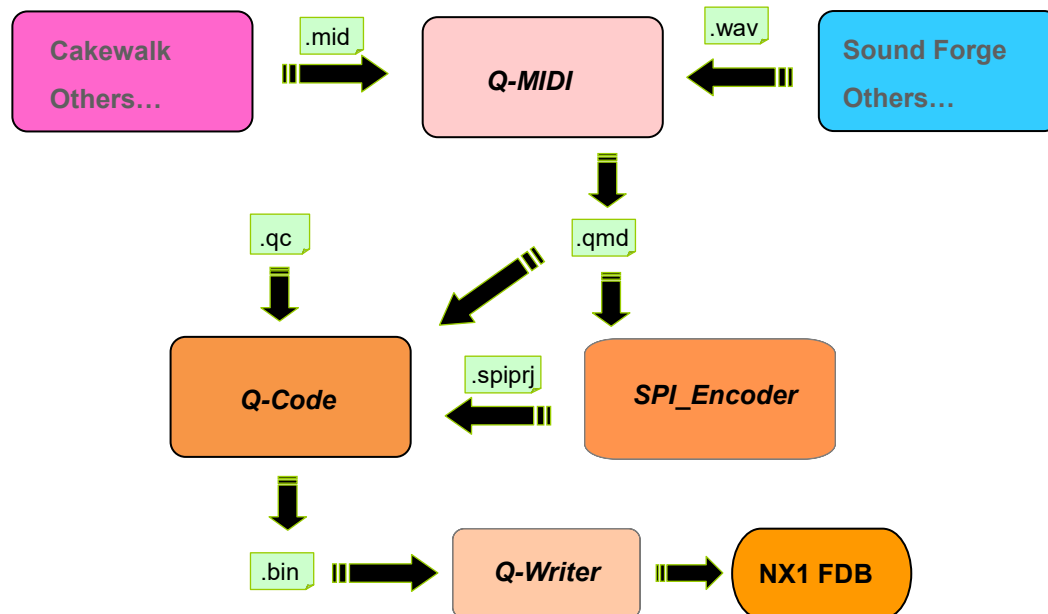 Cakewalk
Others…
.mid
Q-MIDI
.wav
Sound Forge
Others…
.qc
.qmd
Q-Code
.spiprj
SPI_Encoder
.bin
Q-Writer
NX1 FDB